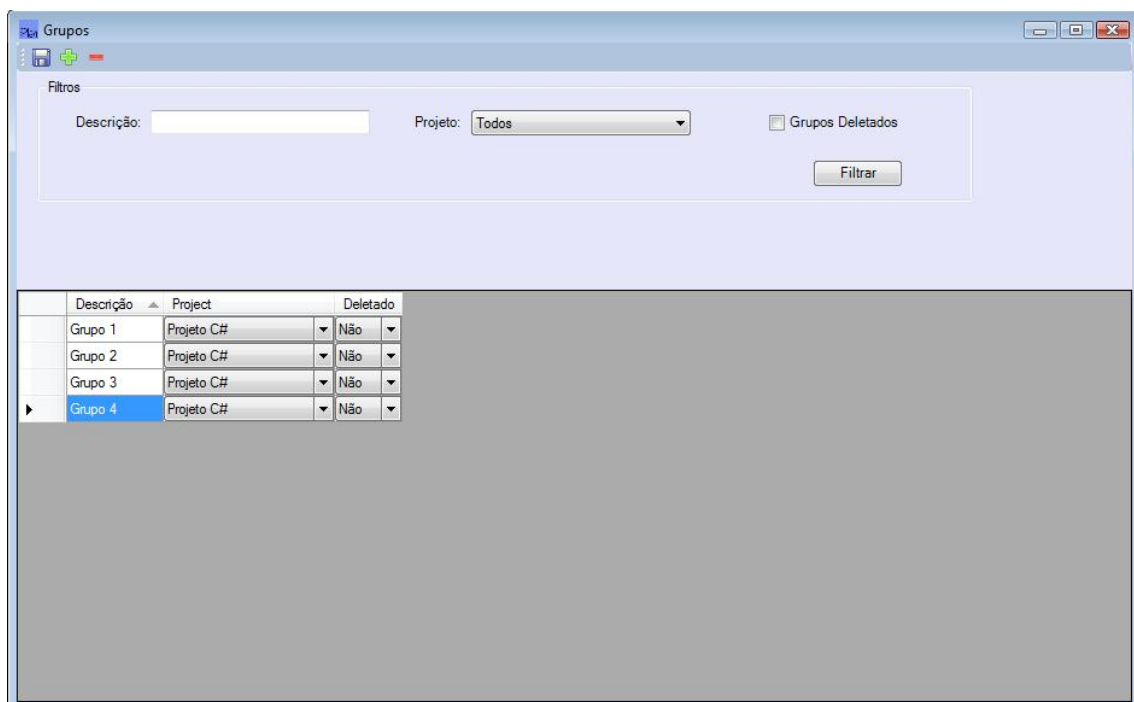 Grupos
Filtros
Descrição: Projeto: Todos Grupos Deletados
Filtrar
Descrição Project Deletado
Grupo 1 Projeto C# Não
Grupo 2 Projeto C# Não
Grupo 3 Projeto C# Não
Grupo 4 Projeto C# Não